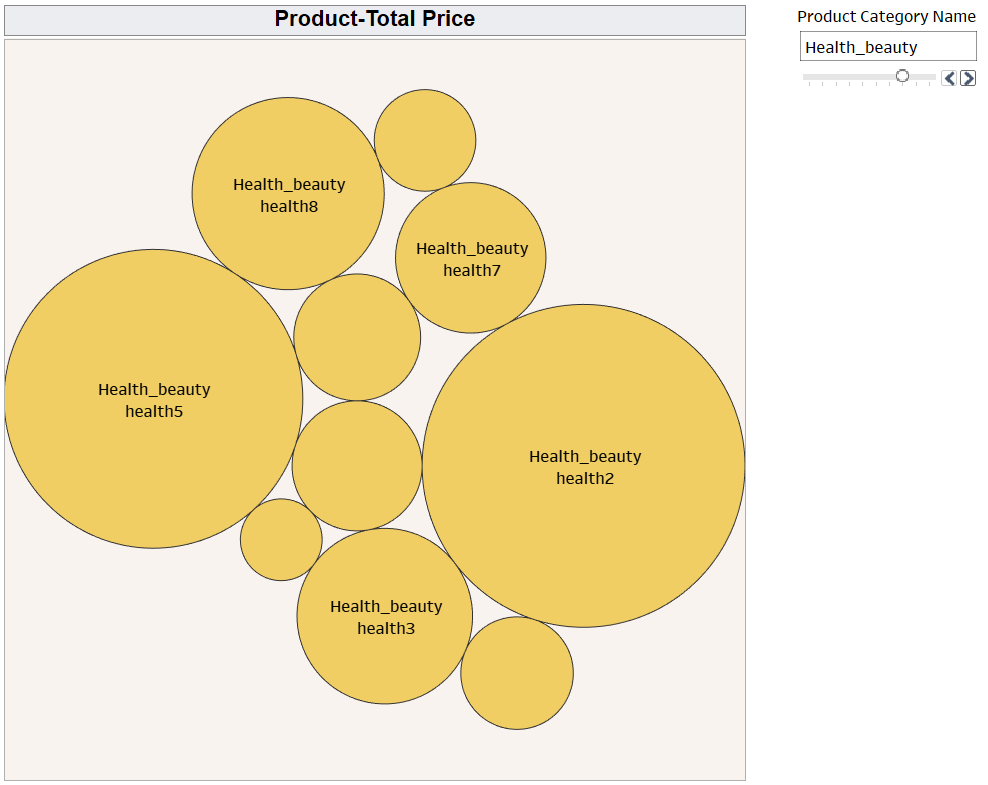 Product-Total Price
Product Category Name
Health_beauty
Health_beauty
health8
Health_beauty
health7
Health_beauty
health5
Health_beauty
health2
Health_beauty
health3